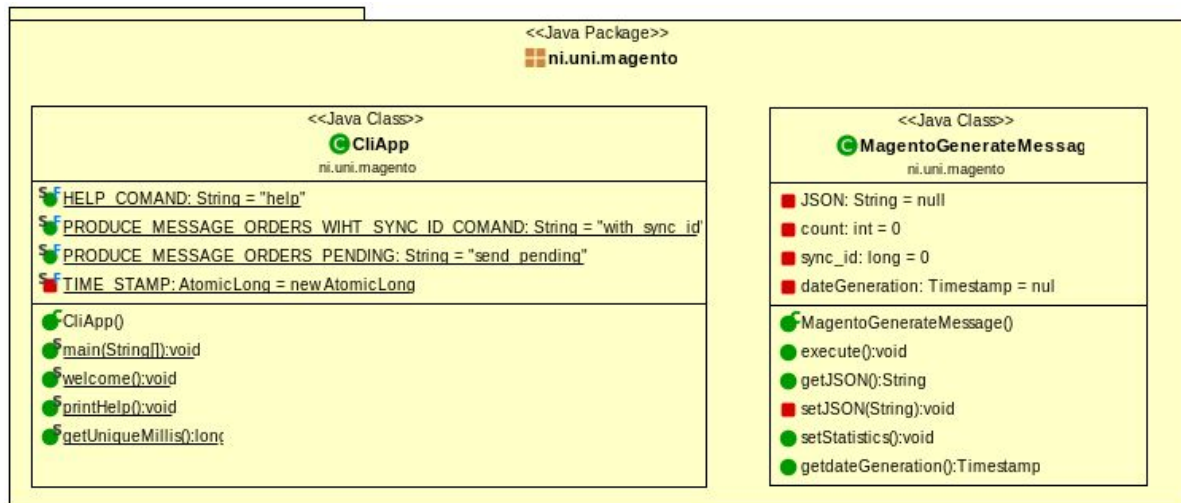 <<Java Package>>
ni.uni.magento
<<Java Class>>
CliApp
ni.uni.magento
HELP_COMAND: String = "help"
PRODUCE_MESSAGE_ORDERS_WIHT_SYNC_ID_COMAND: String = "with_sync_id"
PRODUCE_MESSAGE_ORDERS_PENDING: String = "send_pending"
TIME_STAMP: AtomicLong = new AtomicLong
CliApp()
main(String[]):void
welcome():void
printHelp():void
getUniqueMillis():long
<<Java Class>>
MagentoGenerateMessag
ni.uni.magento
JSON: String = null
count: int = 0
sync_id: long = 0
dateGeneration: Timestamp = nul
MagentoGenerateMessage()
execute():void
getJSON():String
setJSON(String):void
setStatistics():void
getdateGeneration():Timestamp